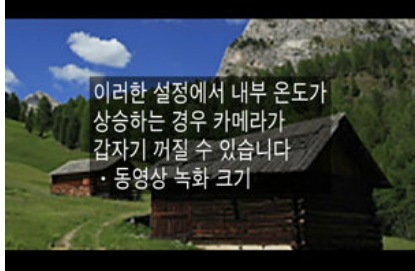 이러한 설정에서 내부 온도가
상승하는 경우 카메라가
갑자기 꺼질 수 있습니다
・동영상 녹화 크기